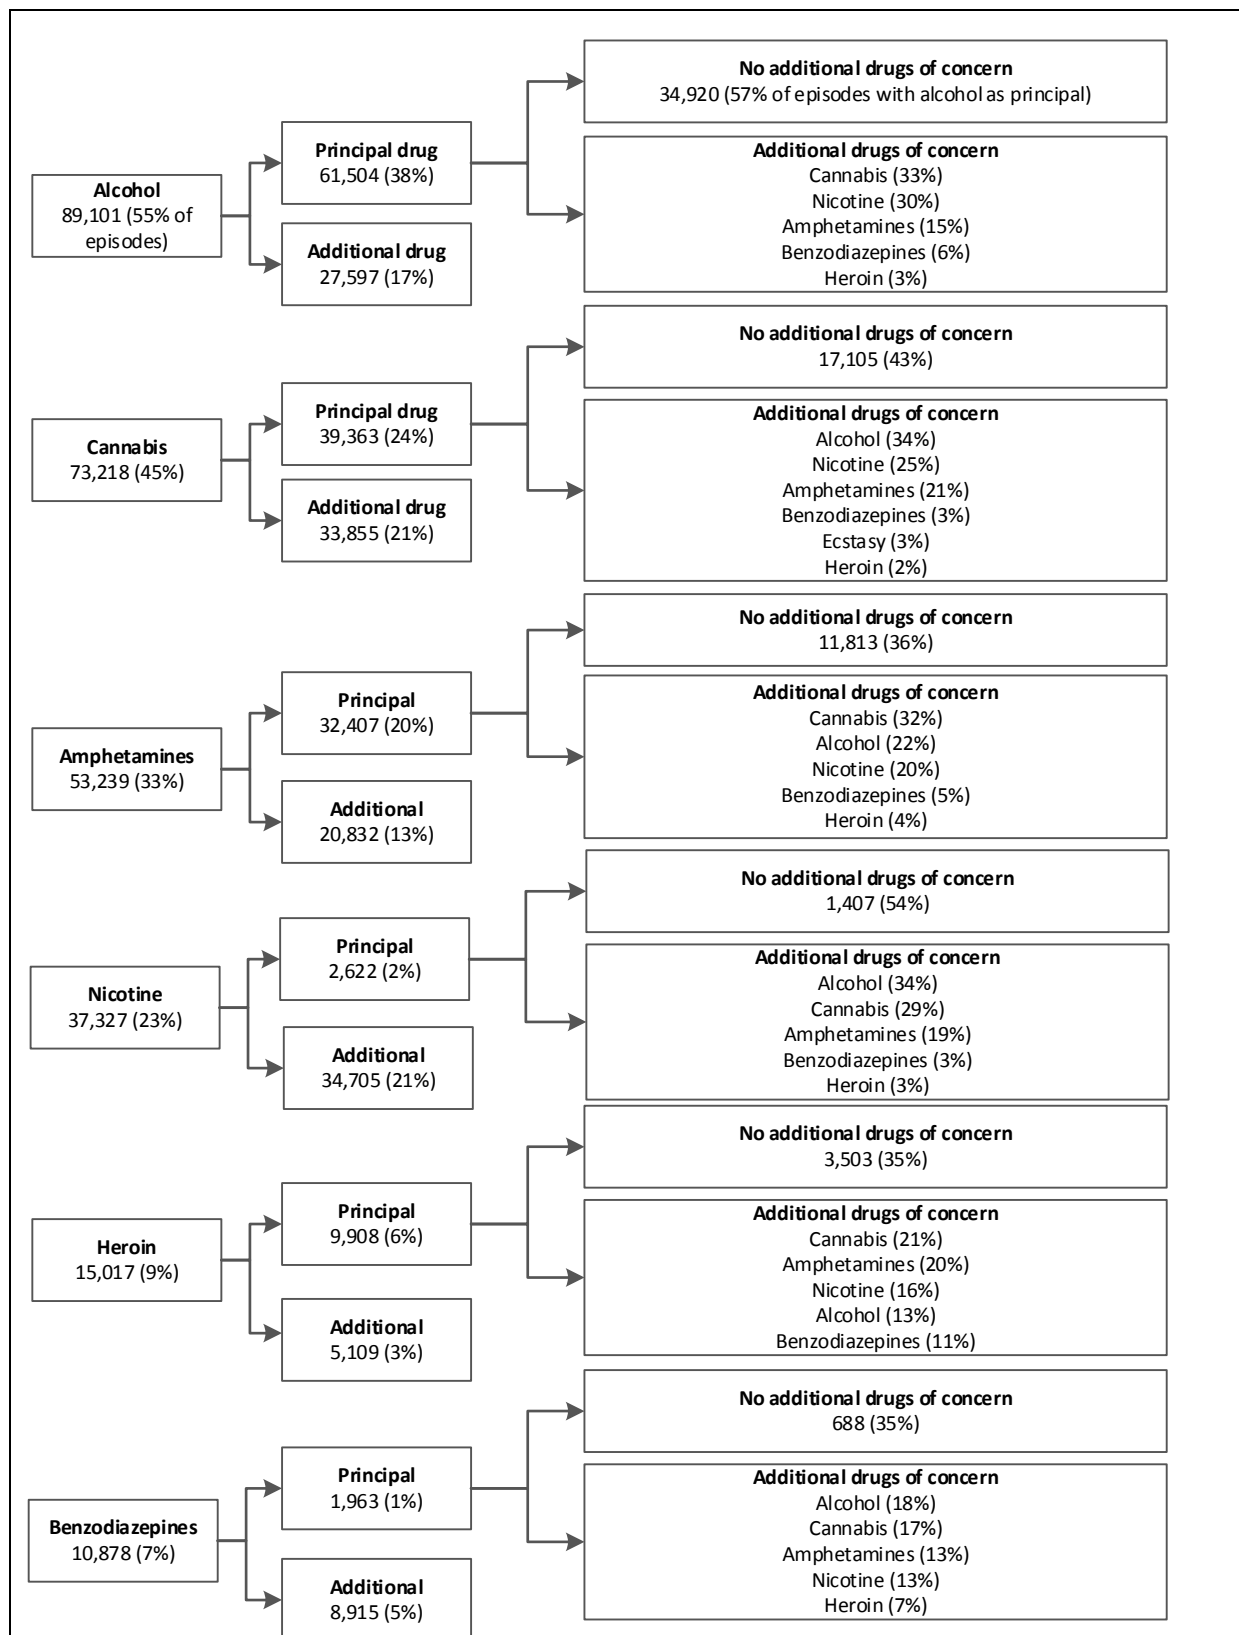 Alcohol
89,101 (55% of
episodes)
Principal drug
61,504 (38%)
Additional drug
27,597 (17%)
No additional drugs of concern
34,920 (57% of episodes with alcohol as principal)
Additional drugs of concern
Cannabis (33%)
Nicotine (30%)
Amphetamines (15%)
Benzodiazepines (6%)
Heroin (3%)
Cannabis
73,218 (45%)
Principal drug
39,363 (24%)
Additional drug
33,855 (21%)
No additional drugs of concern
17,105 (43%)
Additional drugs of concern
Alcohol (34%)
Nicotine (25%)
Amphetamines (21%)
Benzodiazepines (3%)
Ecstasy (3%)
Heroin (2%)
Amphetamines
53,239 (33%)
Principal
32,407 (20%)
Additional
20,832 (13%)
No additional drugs of concern
11,813 (36%)
Additional drugs of concern
Cannabis (32%)
Alcohol (22%)
Nicotine (20%)
Benzodiazepines (5%)
Heroin (4%)
Nicotine
37,327 (23%)
Principal
2,622 (2%)
Additional
34,705 (21%)
No additional drugs of concern
1,407 (54%)
Additional drugs of concern
Alcohol (34%)
Cannabis (29%)
Amphetamines (19%)
Benzodiazepines (3%)
Heroin (3%)
Heroin
15,017 (9%)
Principal
9,908 (6%)
Additional
5,109 (3%)
No additional drugs of concern
3,503 (35%)
Additional drugs of concern
Cannabis (21%)
Amphetamines (20%)
Nicotine (16%)
Alcohol (13%)
Benzodiazepines (11%)
Benzodiazepines
10,878 (7%)
Principal
1,963 (1%)
Additional
8,915 (5%)
No additional drugs of concern
688 (35%)
Additional drugs of concern
Alcohol (18%)
Cannabis (17%)
Amphetamines (13%)
Nicotine (13%)
Heroin (7%)